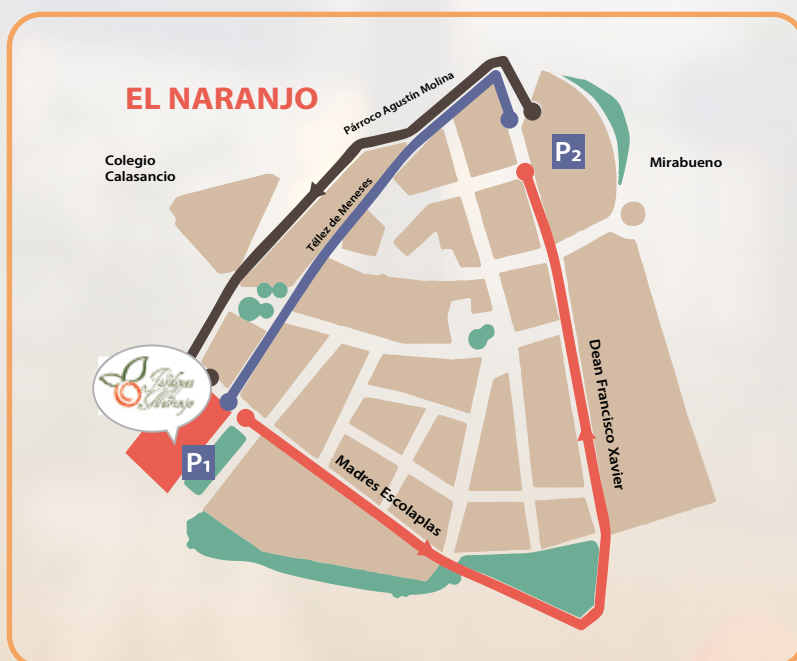 EL NARANJO
Párroco Agustín Molina
Colegio
Calasancio
P2
Mirabueno
Téllez de Meneses
Dean Francisco Xavier
P1
Madres Escolaplas